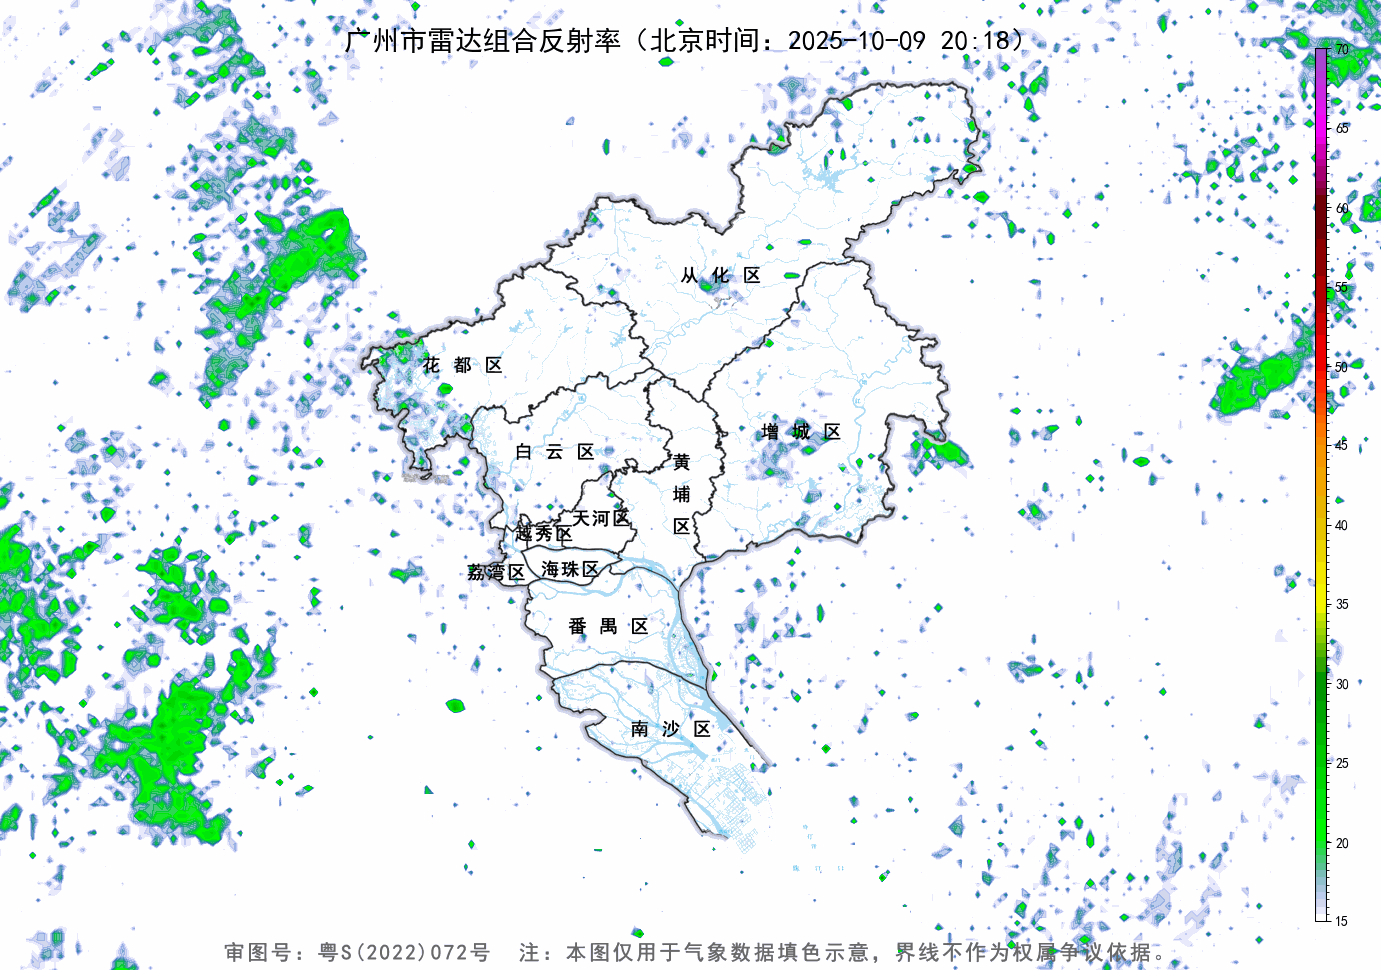 广州市雷达组合反射率（北京时间：2025-10-09 20:18）
70
65
60
55
50
45
40
35
30
25
20
15
从化区
花都区
增城区
白云区
黄埔区
天河区
越秀区
荔湾区
海珠区
番禺区
南沙区
审图号：粤S(2022)072号 注：本图仅用于气象数据填色示意，界线不作为权属争议依据。